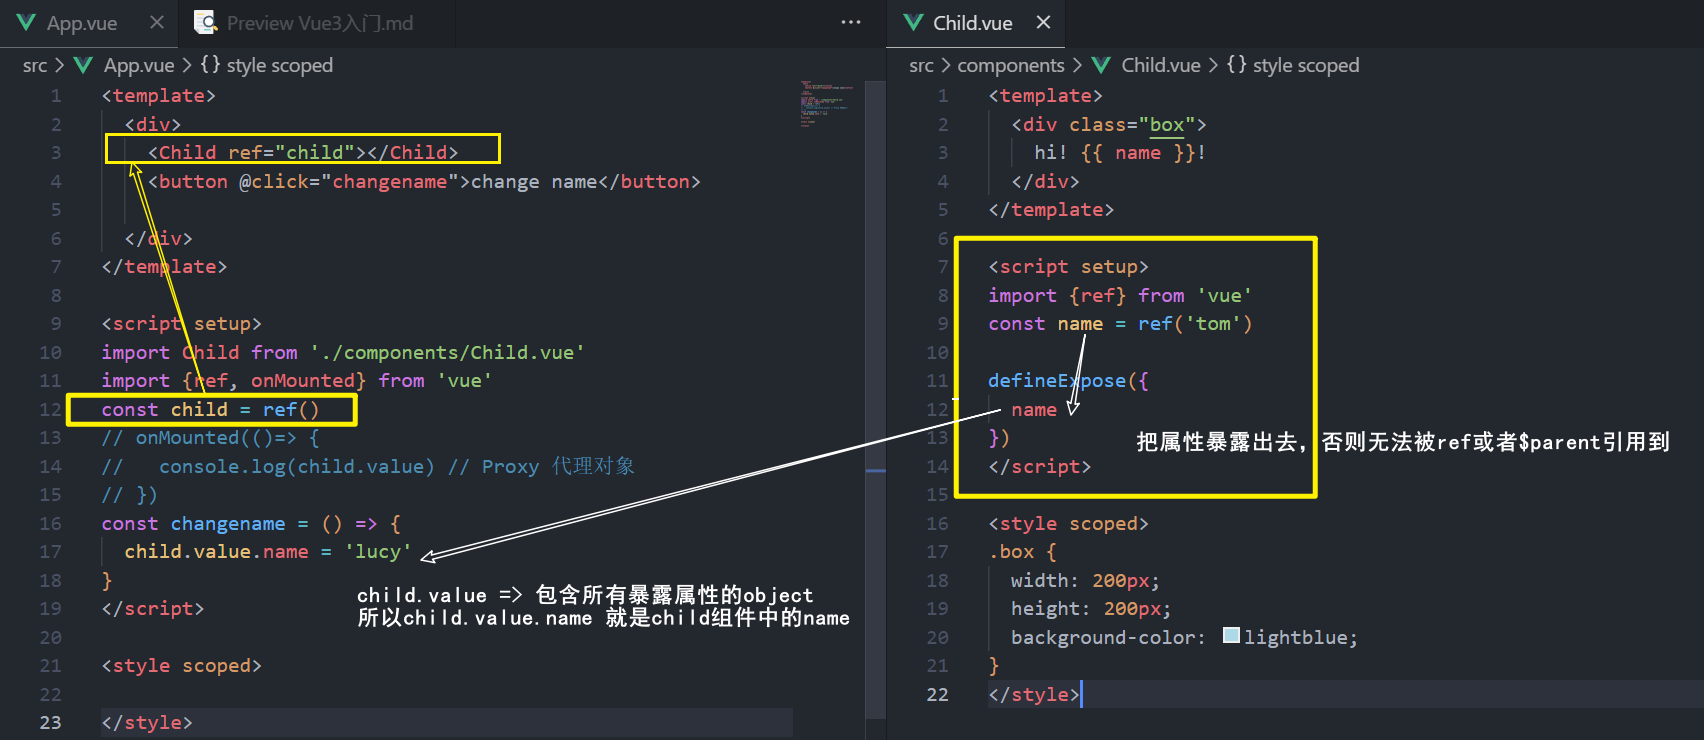 App.vue
Preview Vue3入门.md
src > App.vue > {} style scoped
1 <template>
2 <div>
3 <Child ref="child"></Child>
4 <button @click="changename">change name</button>
5
6 </div>
7 </template>
8
9 <script setup>
10 import Child from './components/Child.vue'
11 import {ref, onMounted} from 'vue'
12 const child = ref()
13 // onMounted(()=> {
14 //   console.log(child.value) // Proxy 代理对象
15 // })
16 const changename = () => {
17 child.value.name = 'lucy'
18 }
19 </script>
20
21 <style scoped>
22
23 </style>
child.value => 包含所有暴露属性的object
所以child.value.name 就是child组件中的name
Child.vue
src > components > Child.vue > {} style scoped
1 <template>
2 <div class="box">
3 hi! {{ name }}!
4 </div>
5 </template>
6
7 <script setup>
8 import {ref} from 'vue'
9 const name = ref('tom')
10
11 defineExpose({
12 name
13 })
14 </script>
15
16 <style scoped>
17 .box {
18 width: 200px;
19 height: 200px;
20 background-color: lightblue;
21 }
22 </style>
把属性暴露出去，否则无法被ref或者$parent引用到